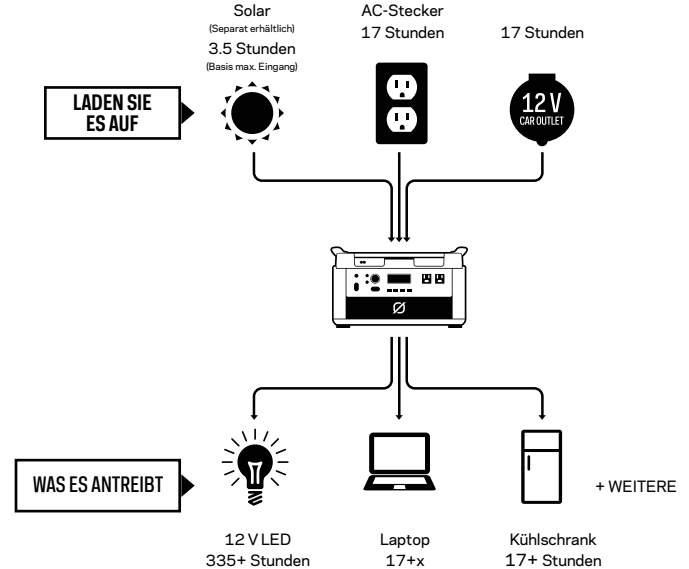 Solar
(Separat erhältlich)
3.5 Stunden
(Basis max. Eingang)
AC-Stecker
17 Stunden
17 Stunden
LADEN SIE
ES AUF
12 V
CAR OUTLET
WAS ES ANTREIBT
+ WEITERE
12 V LED
335+ Stunden
Laptop
17+x
Kühlschrank
17+ Stunden